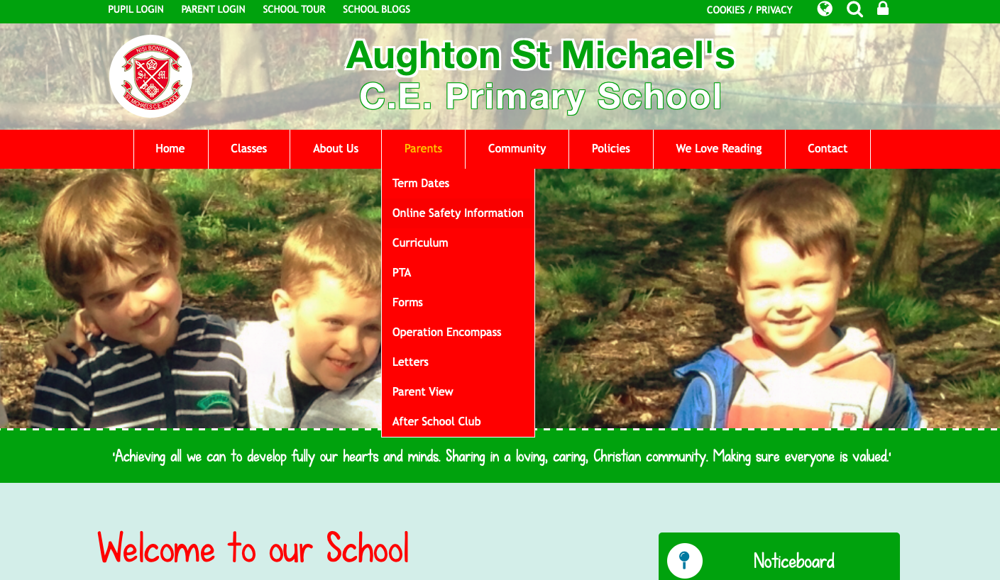 PUPIL LOGIN PARENT LOGIN SCHOOL TOUR SCHOOL BLOGS COOKIES / PRIVACY
NISI BONUM
St. M.
ST. MICHAELS C.E. SCHOOL
Aughton St Michael's
C.E. Primary School
Home Classes About Us Parents Community Policies We Love Reading Contact
Term Dates
Online Safety Information
Curriculum
PTA
Forms
Operation Encompass
Letters
Parent View
After School Club
'Achieving all we can to develop fully our hearts and minds. Sharing in a loving, caring, Christian community. Making sure everyone is valued.'
Welcome to our School
Noticeboard